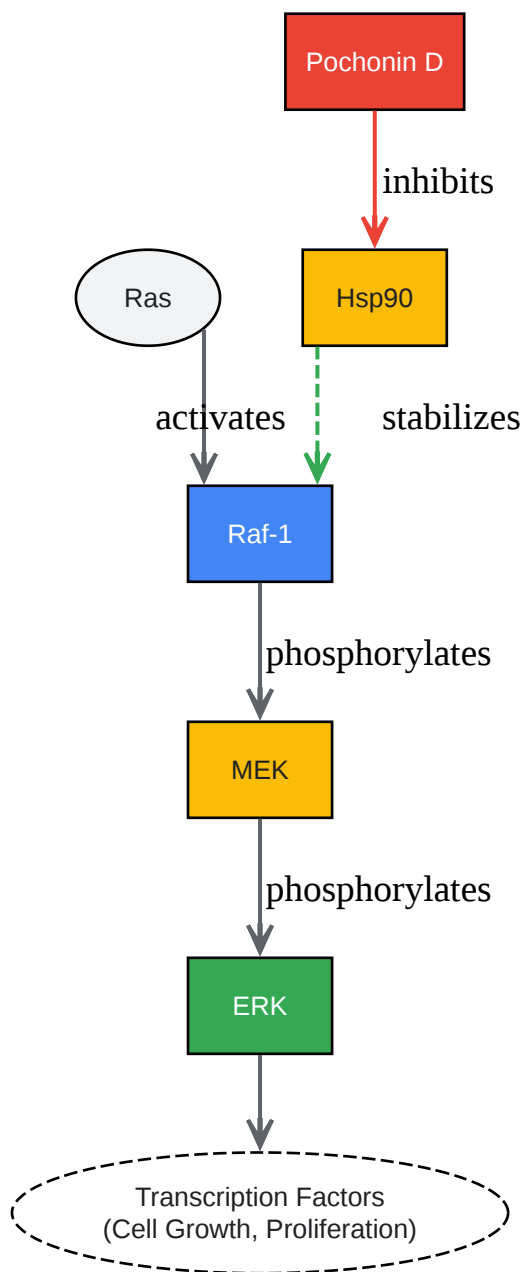 Pochonin D
inhibits
Ras
Hsp90
activates
stabilizes
Raf-1
phosphorylates
MEK
phosphorylates
ERK
Transcription Factors
(Cell Growth, Proliferation)